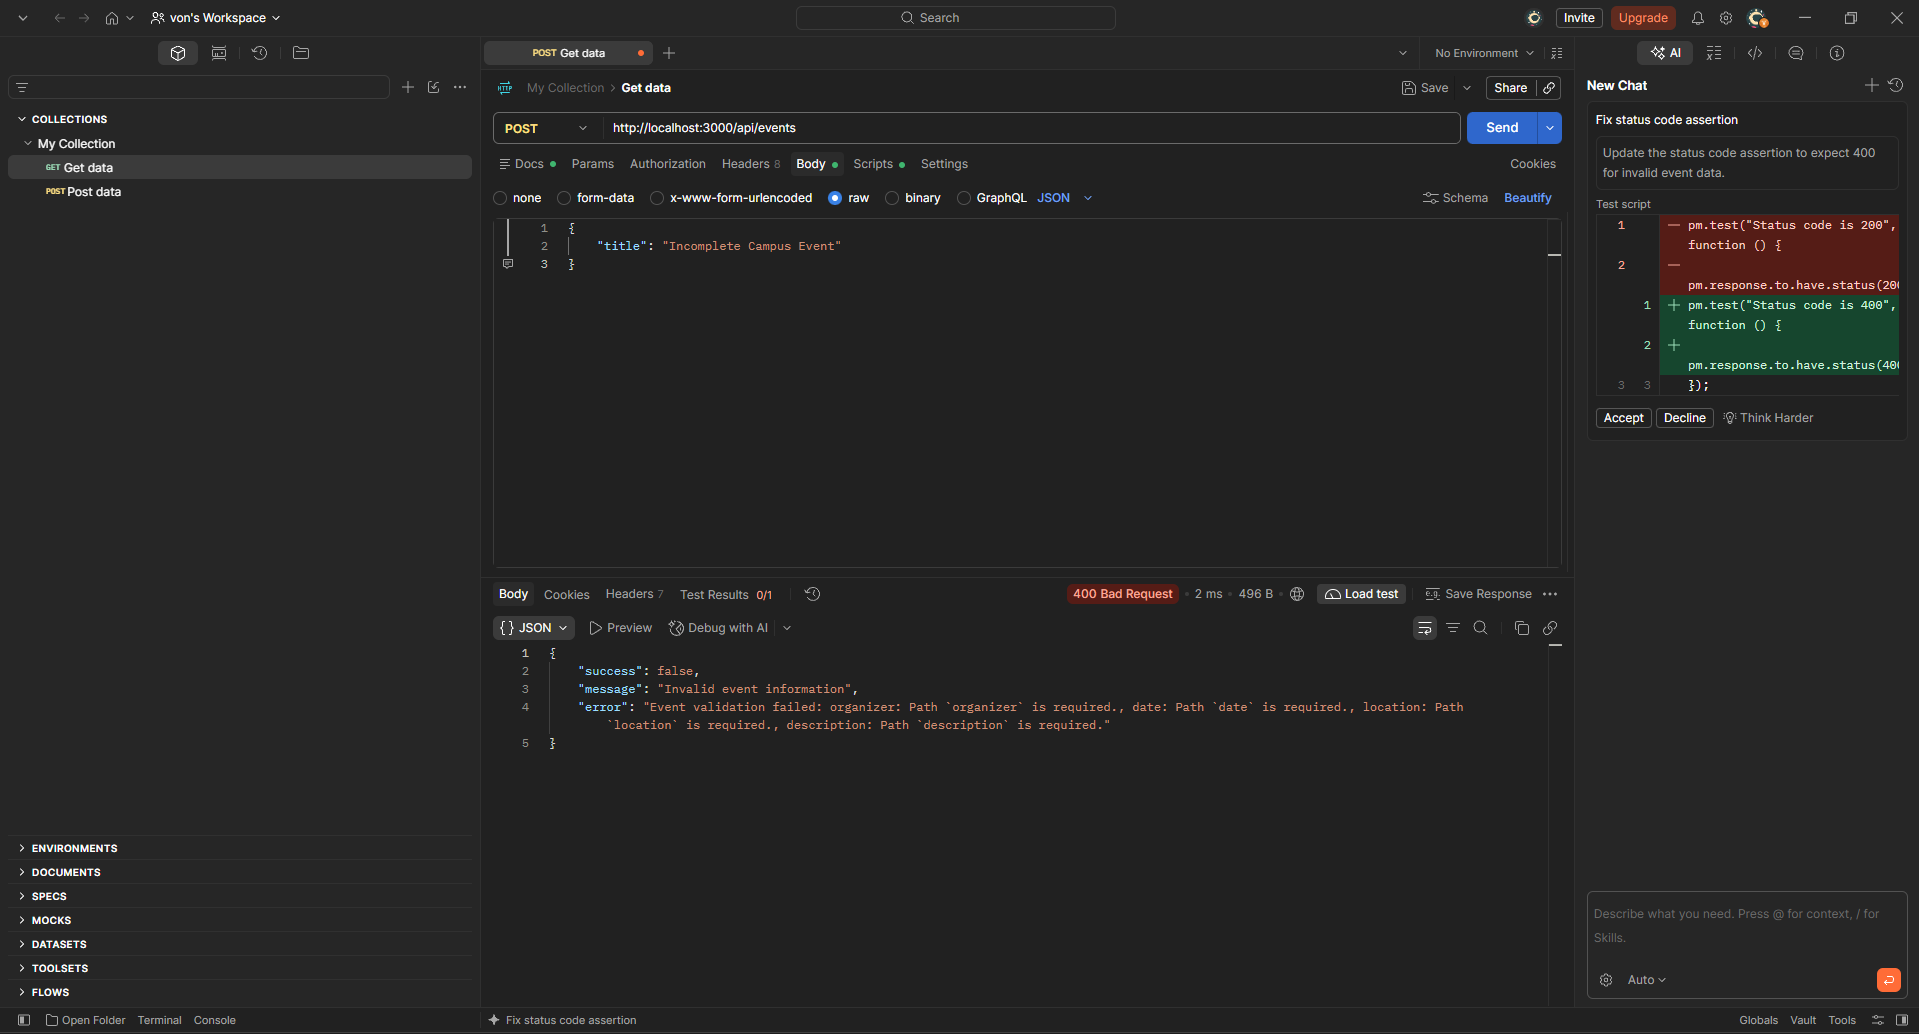 von's Workspace
Search
Invite
Upgrade
POST Get data
No Environment
AI
COLLECTIONS
My Collection
GET Get data
POST Post data
ENVIRONMENTS
DOCUMENTS
SPECS
MOCKS
DATASETS
TOOLSETS
FLOWS
HTTP My Collection > Get data
Save
Share
POST http://localhost:3000/api/events
Send
Docs Params Authorization Headers 8 Body Scripts Settings
Cookies
none form-data x-www-form-urlencoded raw binary GraphQL JSON
Schema Beautify
1 {
2 "title": "Incomplete Campus Event"
3 }
Body Cookies Headers 7 Test Results 0/1
400 Bad Request • 2 ms • 496 B
Load test
e.g. Save Response
{} JSON Preview Debug with AI
1 {
2 "success": false,
3 "message": "Invalid event information",
4 "error": "Event validation failed: organizer: Path `organizer` is required., date: Path `date` is required., location: Path
`location` is required., description: Path `description` is required."
5 }
New Chat
Fix status code assertion
Update the status code assertion to expect 400
for invalid event data.
Test script
1 — pm.test("Status code is 200",
function () {
2 —
pm.response.to.have.status(200
1 + pm.test("Status code is 400",
function () {
2 +
pm.response.to.have.status(400
3 3 });
Accept Decline Think Harder
Describe what you need. Press @ for context, / for
Skills.
Auto
Open Folder Terminal Console
Fix status code assertion
Globals Vault Tools